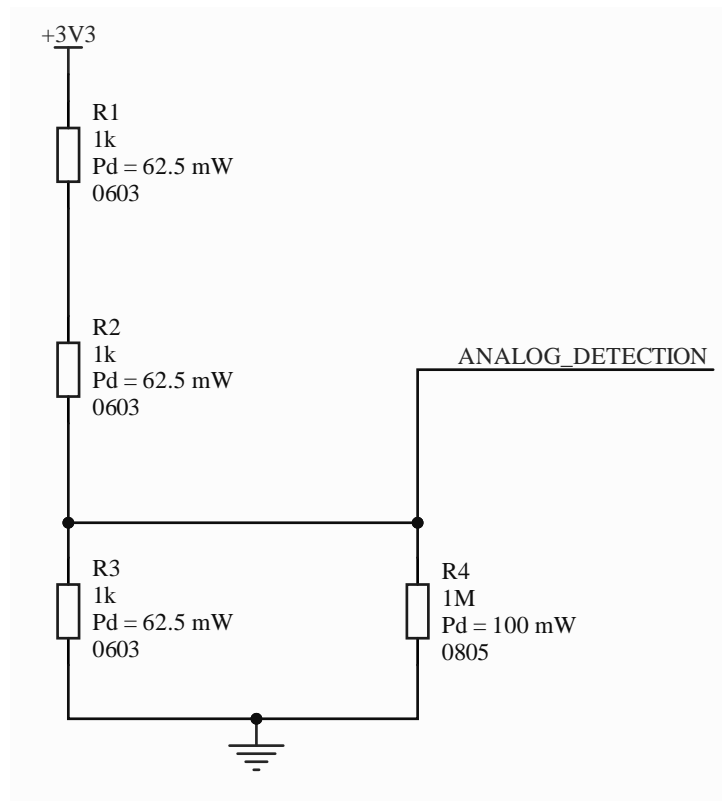 +3V3
R1
1k
Pd = 62.5 mW
0603
R2
1k
Pd = 62.5 mW
0603
ANALOG_DETECTION
R3
1k
Pd = 62.5 mW
0603
R4
1M
Pd = 100 mW
0805